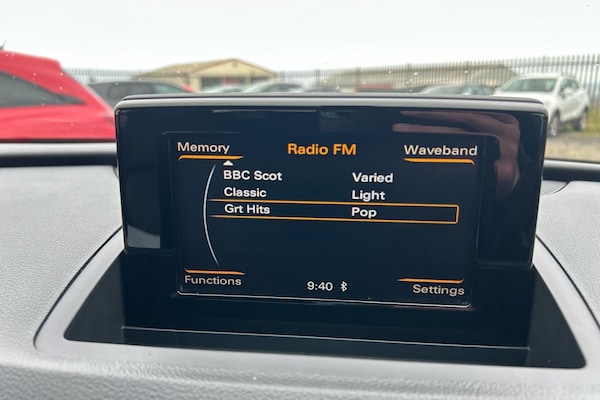 Memory Radio FM Waveband
BBC Scot Varied
Classic Light
Grt Hits Pop
Functions 9:40 Settings